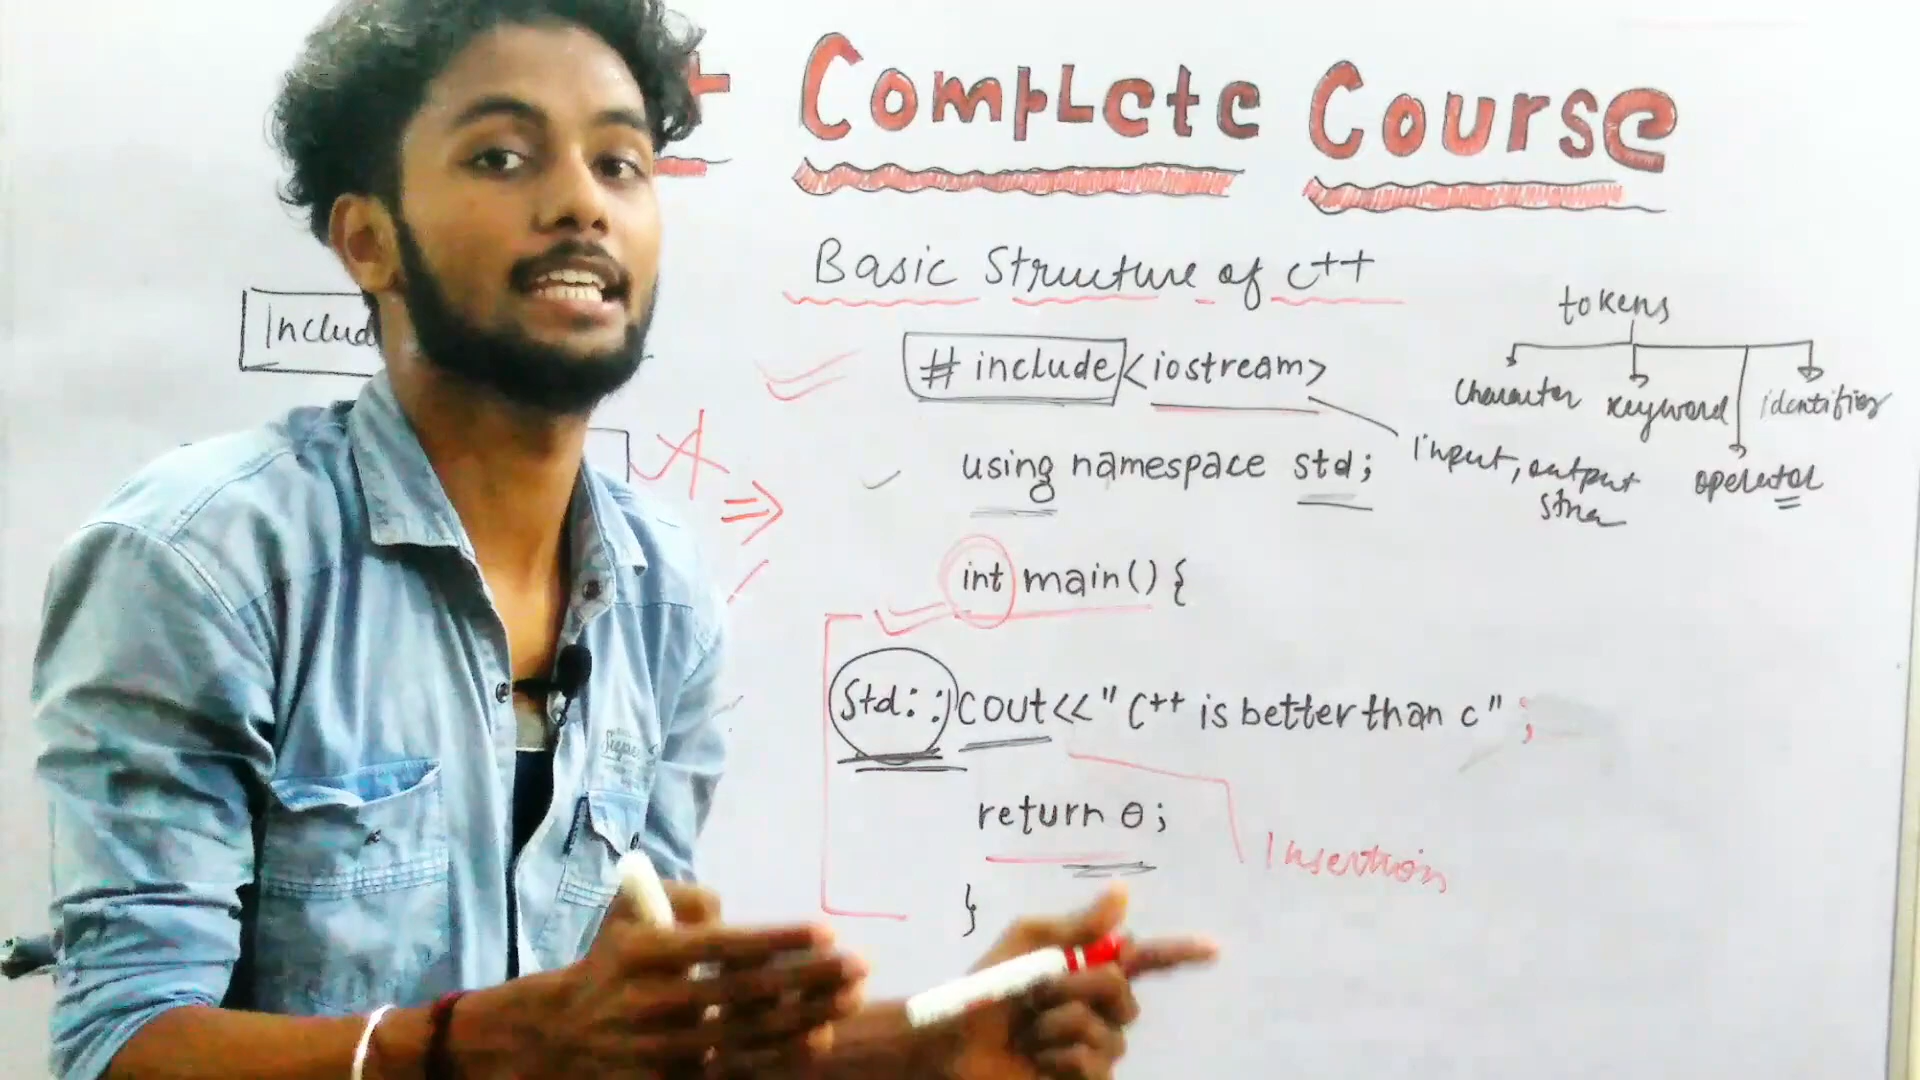 + Complete Course
Basic Structure of C++
Includ
# include <iostream>
using namespace std;
int main() {
Std:: cout<<"C++ is better than c" ;
return 0;
}
tokens
character keyword operator identifier
input, output
Insertion